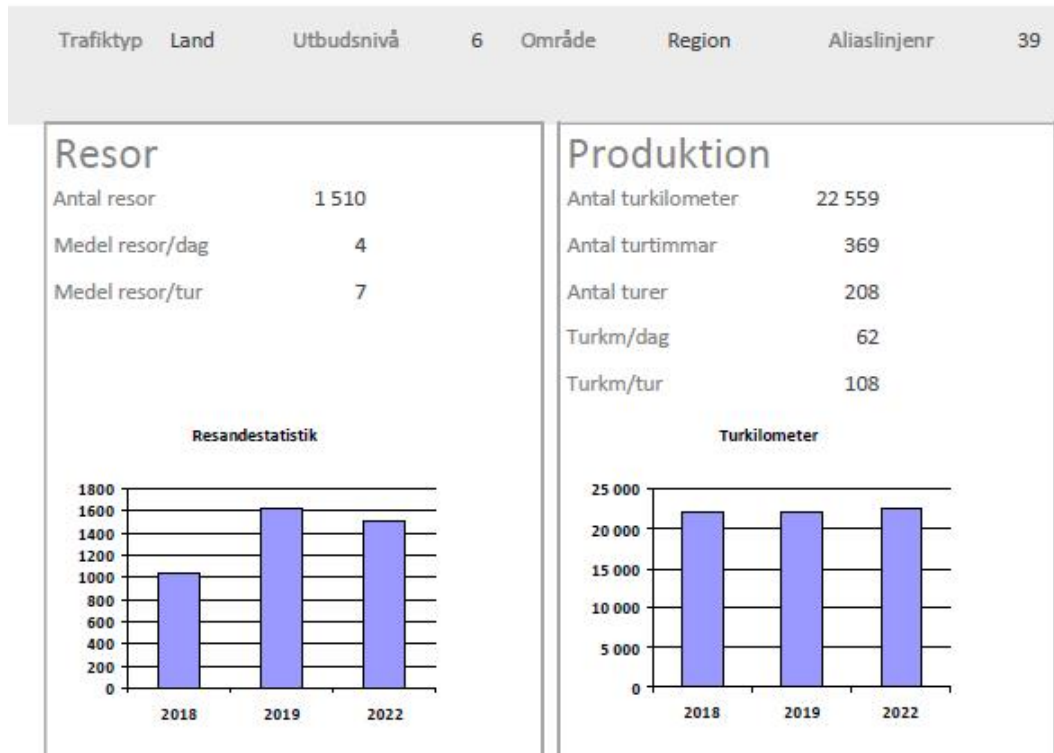 Trafiktyp Land Utbudsnivå 6 Område Region Aliaslinjenr 39
Resor
Antal resor 1 510
Medel resor/dag 4
Medel resor/tur 7
Resandestatistik
1800
1600
1400
1200
1000
800
600
400
200
0
2018 2019 2022
Produktion
Antal turkilometer 22 559
Antal turtimmar 369
Antal turer 208
Turkm/dag 62
Turkm/tur 108
Turkilometer
25 000
20 000
15 000
10 000
5 000
0
2018 2019 2022